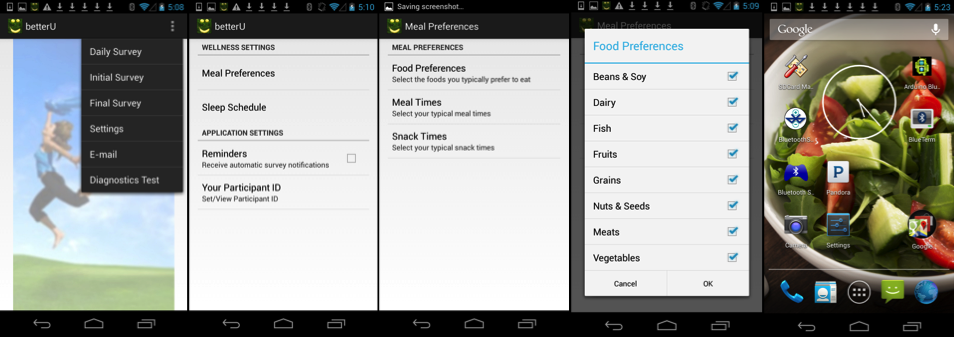 5:08
betterU
Daily Survey
Initial Survey
Final Survey
Settings
E-mail
Diagnostics Test
5:10
betterU
WELLNESS SETTINGS
Meal Preferences
Sleep Schedule
APPLICATION SETTINGS
Reminders
Receive automatic survey notifications
Your Participant ID
Set/View Participant ID
Saving screenshot...
Meal Preferences
MEAL PREFERENCES
Food Preferences
Select the foods you typically prefer to eat
Meal Times
Select your typical meal times
Snack Times
Select your typical snack times
5:09
Meal Preferences
Food Preferences
Beans & Soy
Dairy
Fish
Fruits
Grains
Nuts & Seeds
Meats
Vegetables
Cancel
OK
5:23
Google
Arduino Blu..
BluetoothS..
BlueTerm
Bluetooth S..
P
Pandora
Camera
Settings
Google